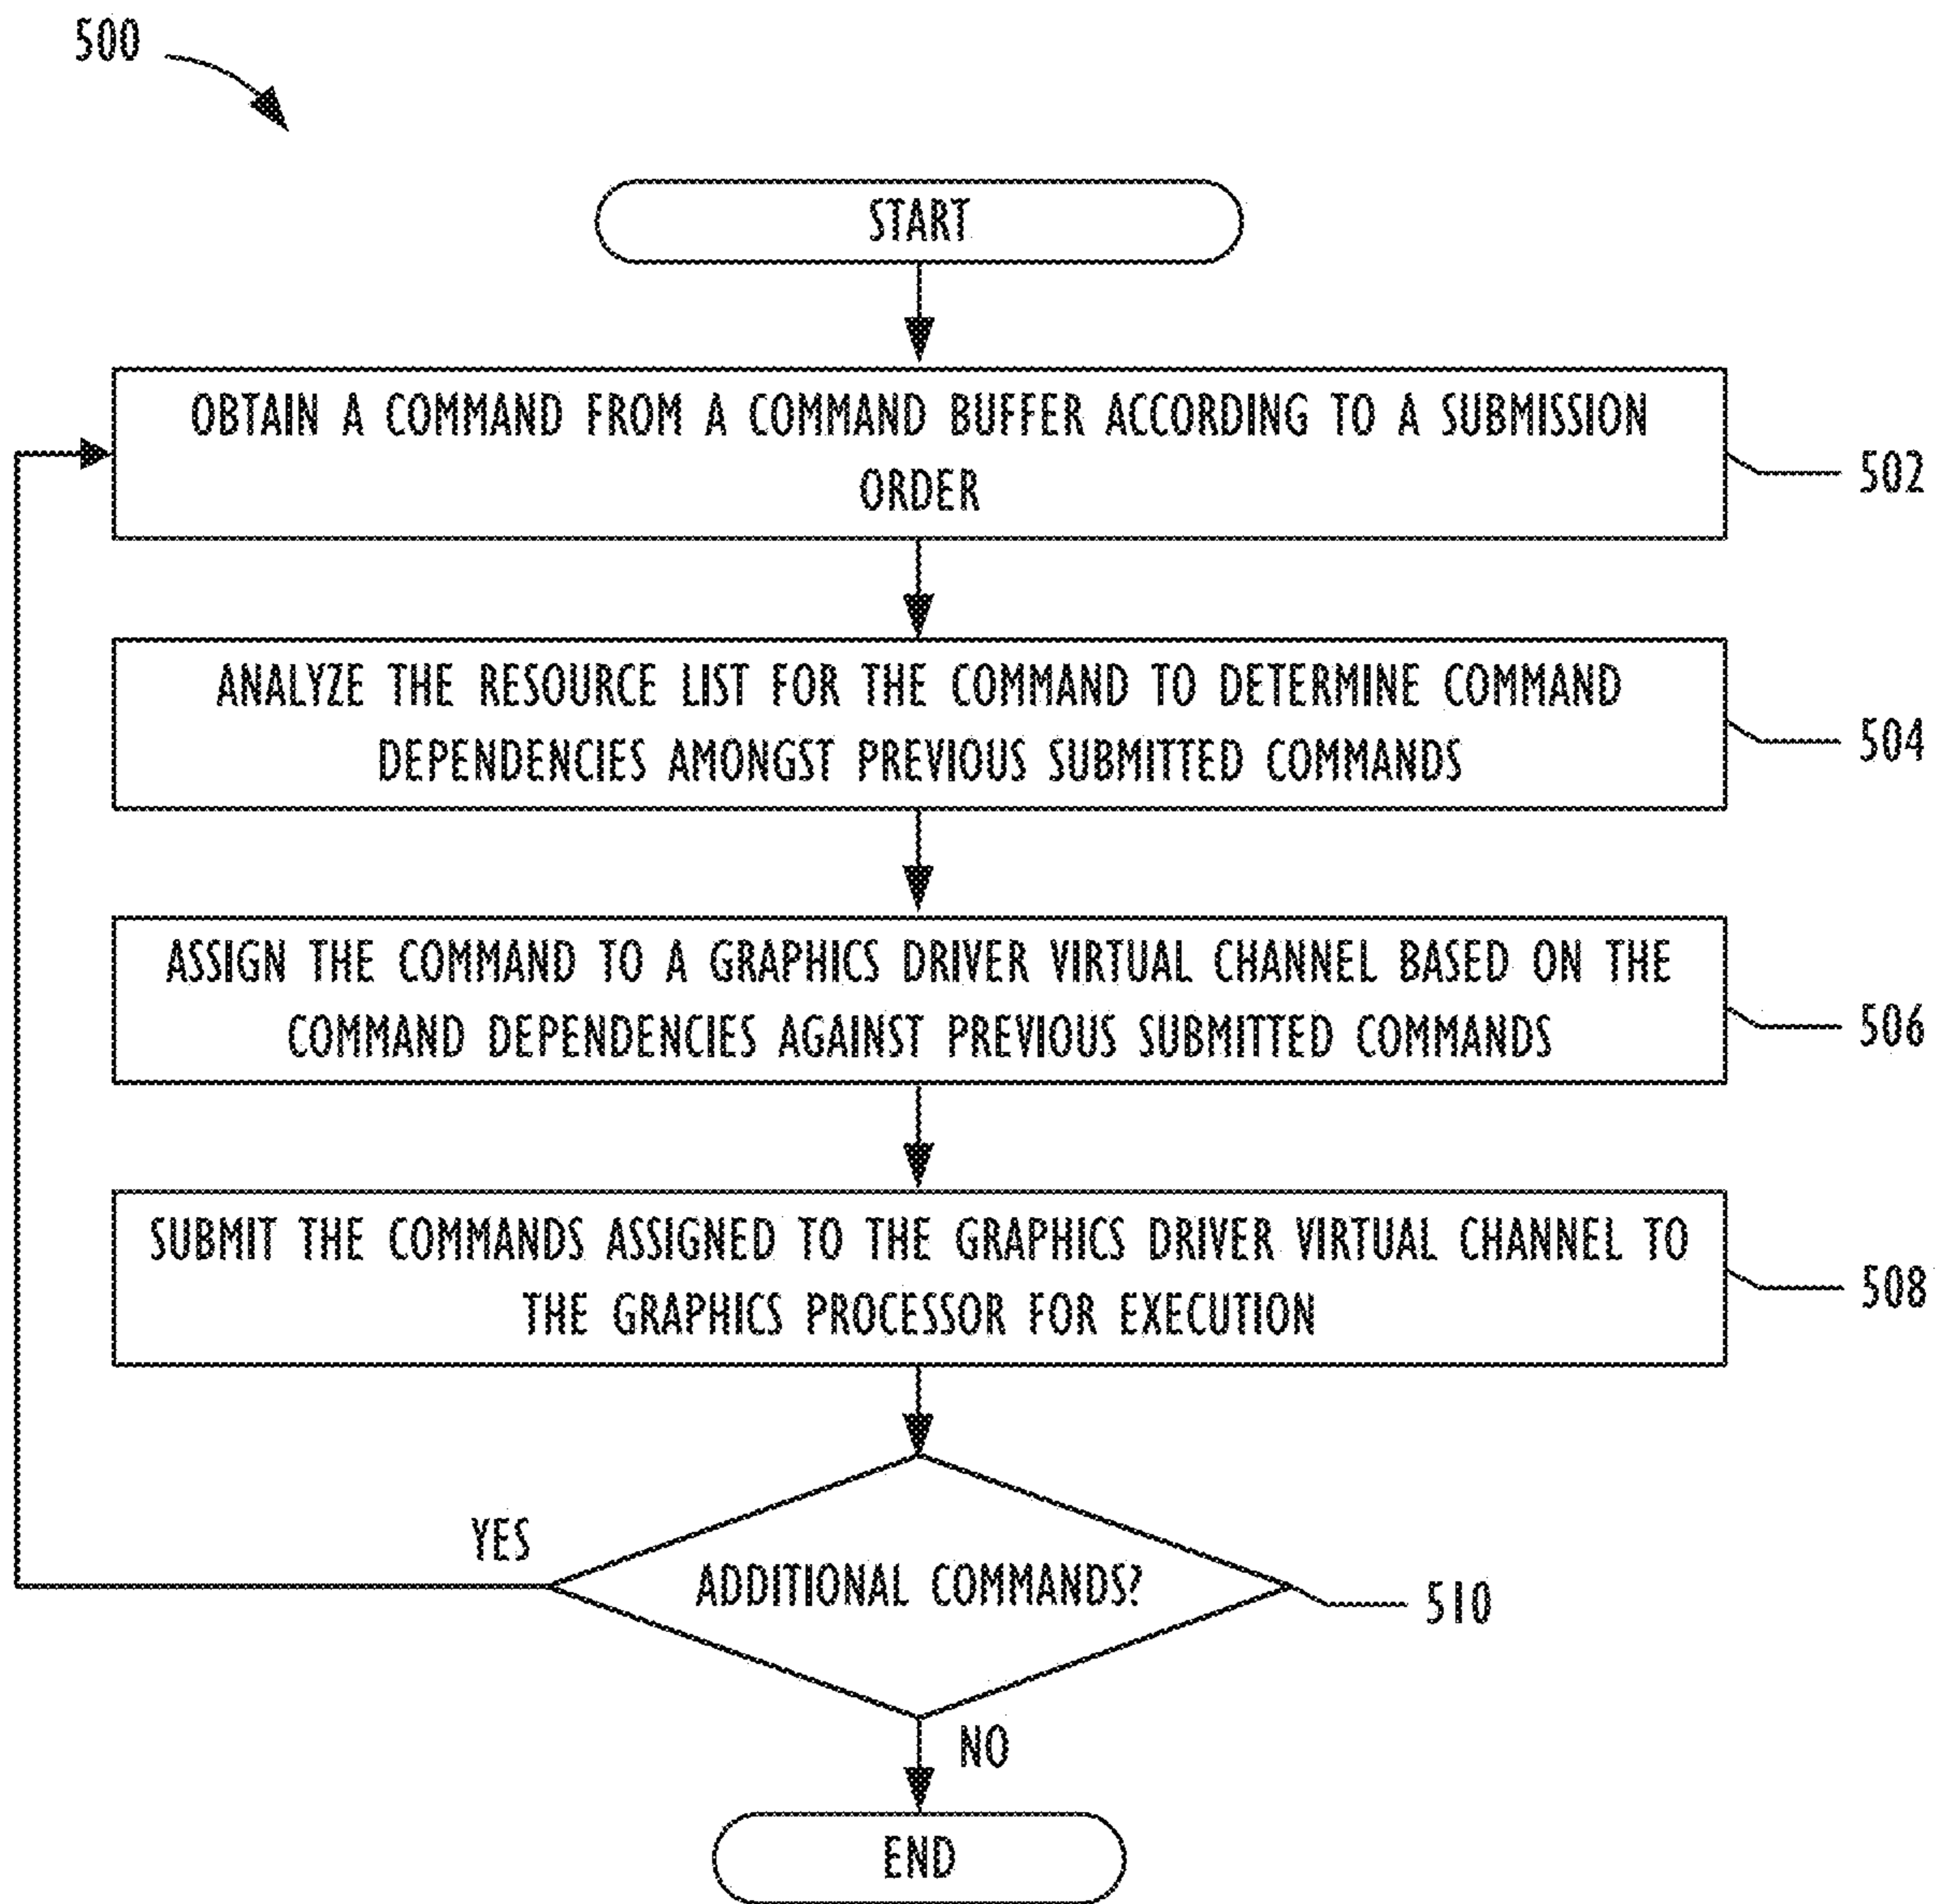 500
START
OBTAIN A COMMAND FROM A COMMAND BUFFER ACCORDING TO A SUBMISSION
ORDER
502
ANALYZE THE RESOURCE LIST FOR THE COMMAND TO DETERMINE COMMAND
DEPENDENCIES AMONGST PREVIOUS SUBMITTED COMMANDS
504
ASSIGN THE COMMAND TO A GRAPHICS DRIVER VIRTUAL CHANNEL BASED ON THE
COMMAND DEPENDENCIES AGAINST PREVIOUS SUBMITTED COMMANDS
506
SUBMIT THE COMMANDS ASSIGNED TO THE GRAPHICS DRIVER VIRTUAL CHANNEL TO
THE GRAPHICS PROCESSOR FOR EXECUTION
508
YES
ADDITIONAL COMMANDS?
510
NO
END